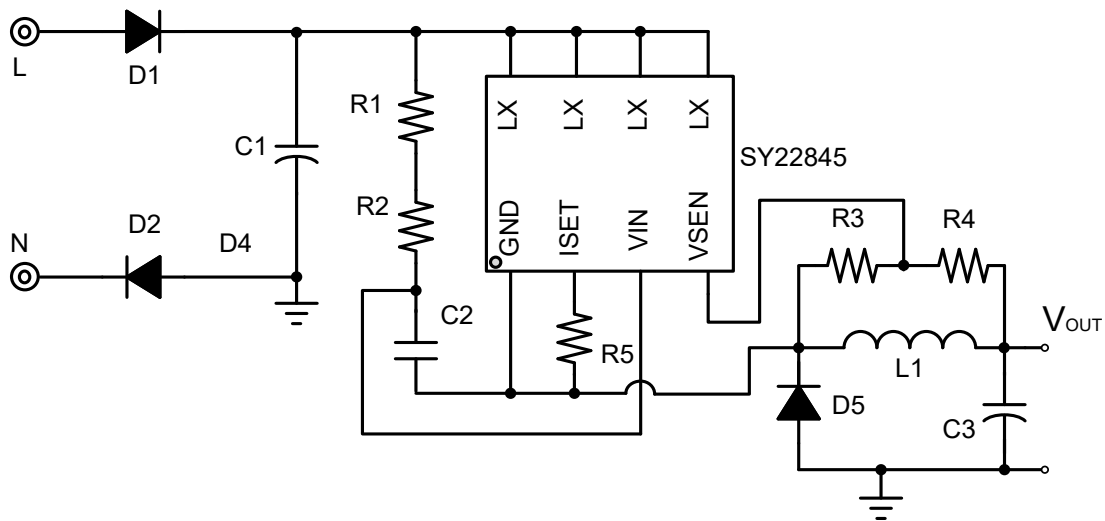 L
D1
R1
LX
LX
LX
LX
C1
SY22845
R2
N
D2
D4
GND
ISET
VIN
VSEN
R3
R4
C2
R5
VOUT
L1
D5
C3